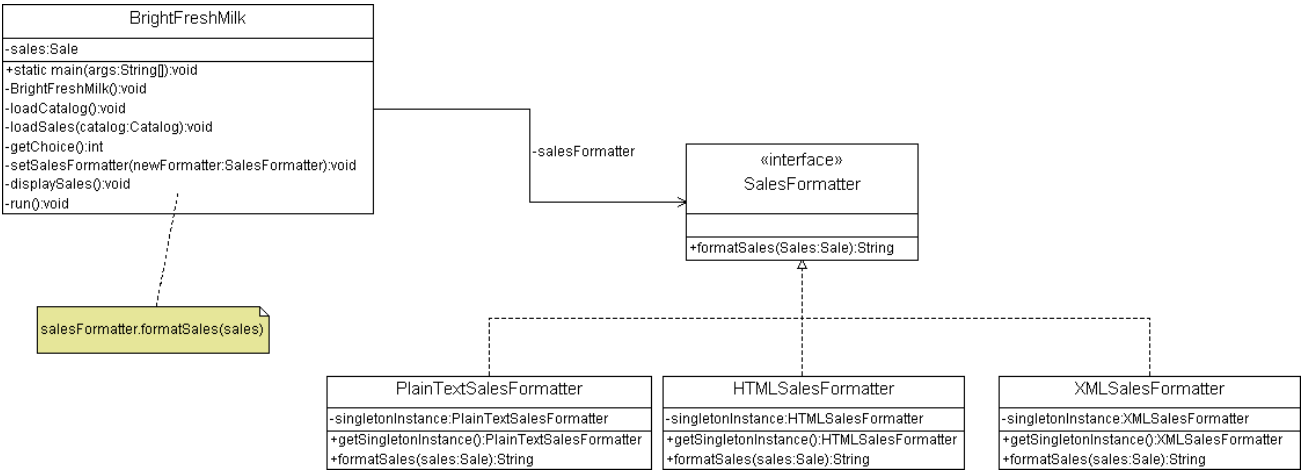 BrightFreshMilk
-sales:Sale
+static main(args:String[]):void
-BrightFreshMilk():void
-loadCatalog():void
-loadSales(catalog:Catalog):void
-getChoice():int
-setSalesFormatter(newFormatter:SalesFormatter):void
-displaySales():void
-run():void
-salesFormatter
«interface»
SalesFormatter
+formatSales(Sales:Sale):String
salesFormatter.formatSales(sales)
PlainTextSalesFormatter
-singletonInstance:PlainTextSalesFormatter
+getSingletonInstance():PlainTextSalesFormatter
+formatSales(sales:Sale):String
HTMLSalesFormatter
-singletonInstance:HTMLSalesFormatter
+getSingletonInstance():HTMLSalesFormatter
+formatSales(sales:Sale):String
XMLSalesFormatter
-singletonInstance:XMLSalesFormatter
+getSingletonInstance():XMLSalesFormatter
+formatSales(sales:Sale):String